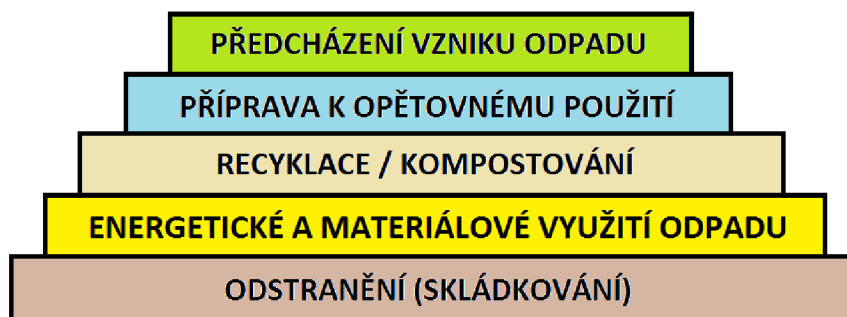 PŘEDCHÁZENÍ VZNIKU ODPADU
PŘÍPRAVA K OPĚTOVNÉMU POUŽITÍ
RECYKLACE / KOMPOSTOVÁNÍ
ENERGETICKÉ A MATERIÁLOVÉ VYUŽITÍ ODPADU
ODSTRANĚNÍ (SKLÁDKOVÁNÍ)